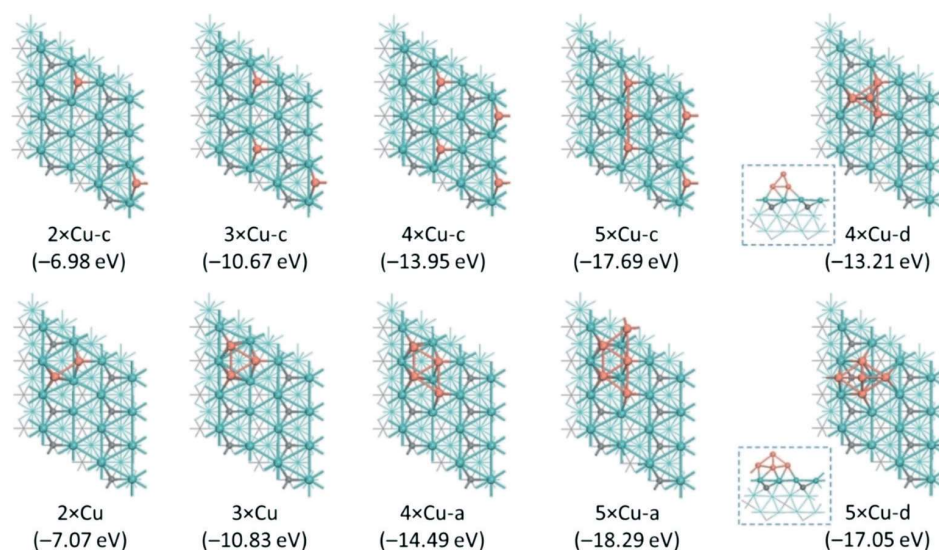 2×Cu-c
(−6.98 eV)
3×Cu-c
(−10.67 eV)
4×Cu-c
(−13.95 eV)
5×Cu-c
(−17.69 eV)
4×Cu-d
(−13.21 eV)
2×Cu
(−7.07 eV)
3×Cu
(−10.83 eV)
4×Cu-a
(−14.49 eV)
5×Cu-a
(−18.29 eV)
5×Cu-d
(−17.05 eV)